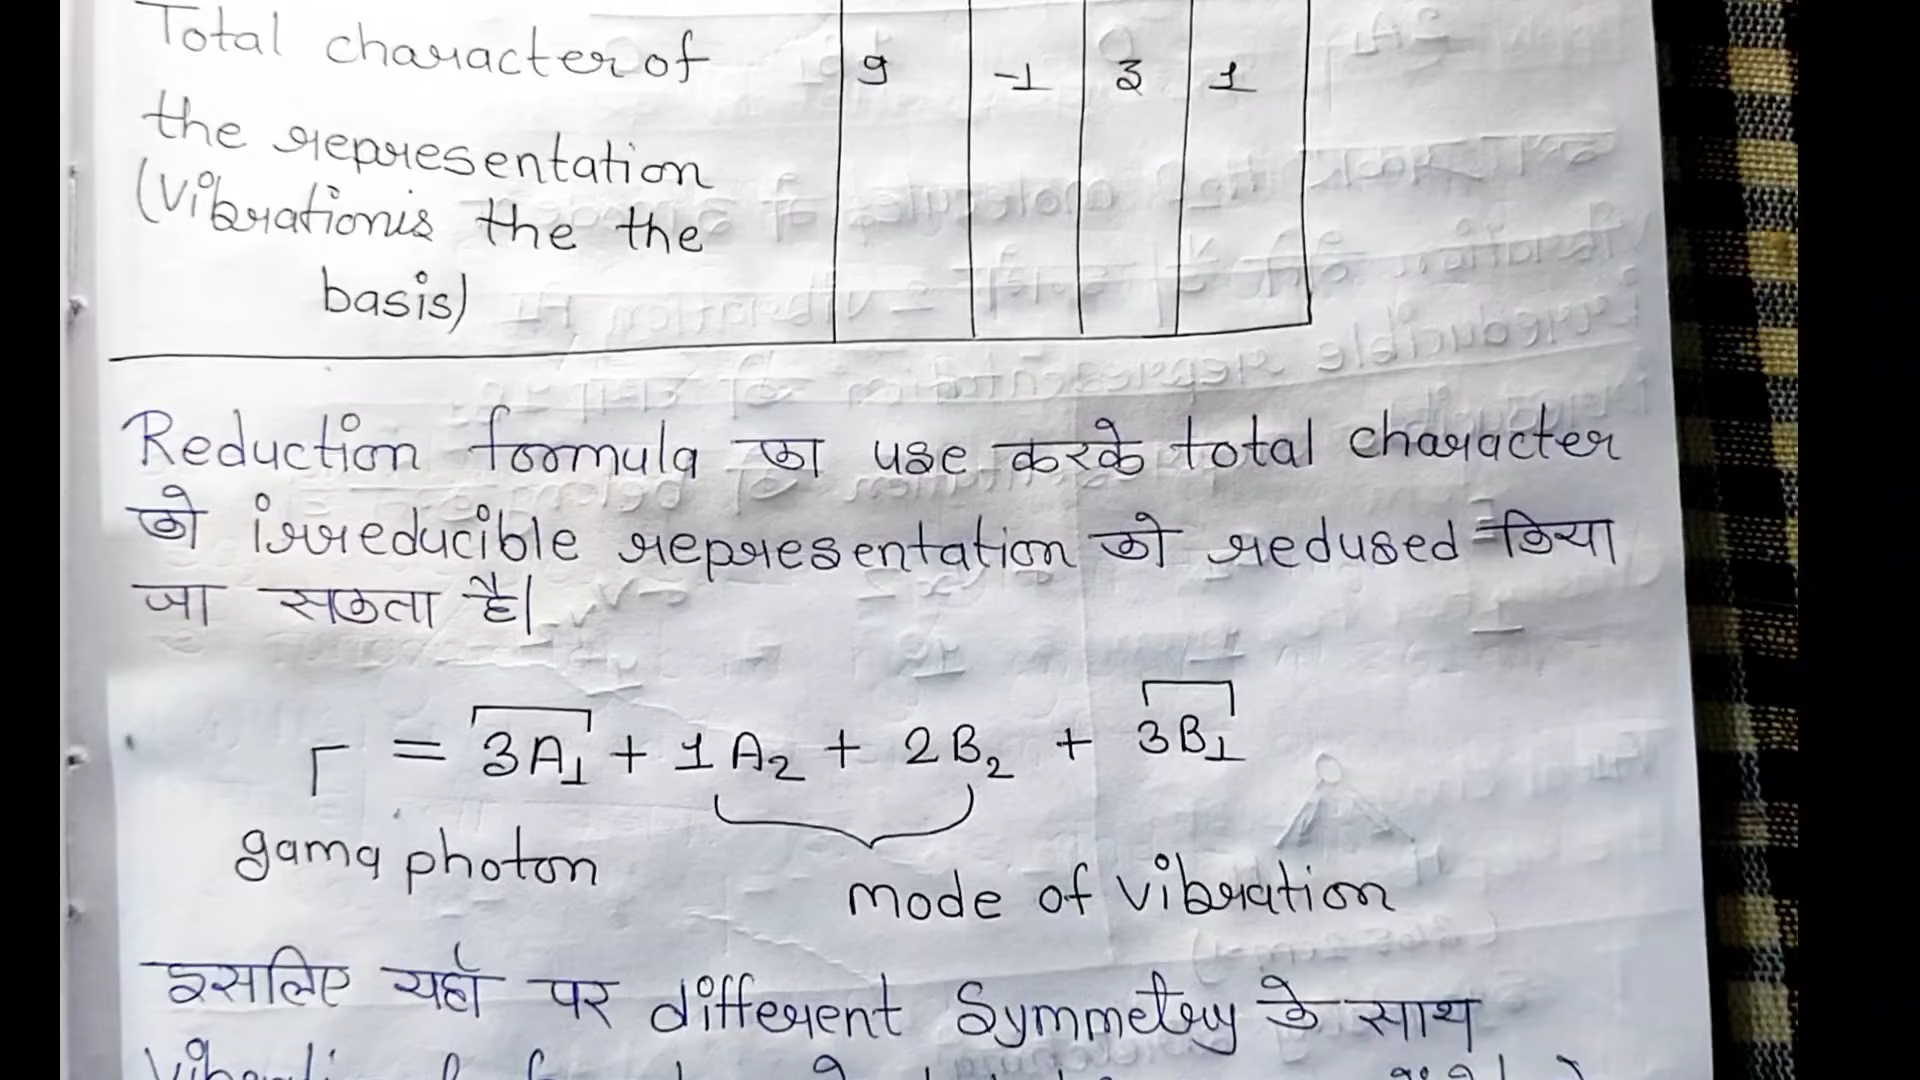 Total character of 9 -1 3 1
the representation
(Vibrationis the the
basis)
Reduction formula का use करके total character
को irreducible representation को redused किया
जा सकता है।
Γ = 3A1 + 1A2 + 2B2 + 3B1
gama photon
mode of vibration
इसलिए यहाँ पर different Symmetry के साथ